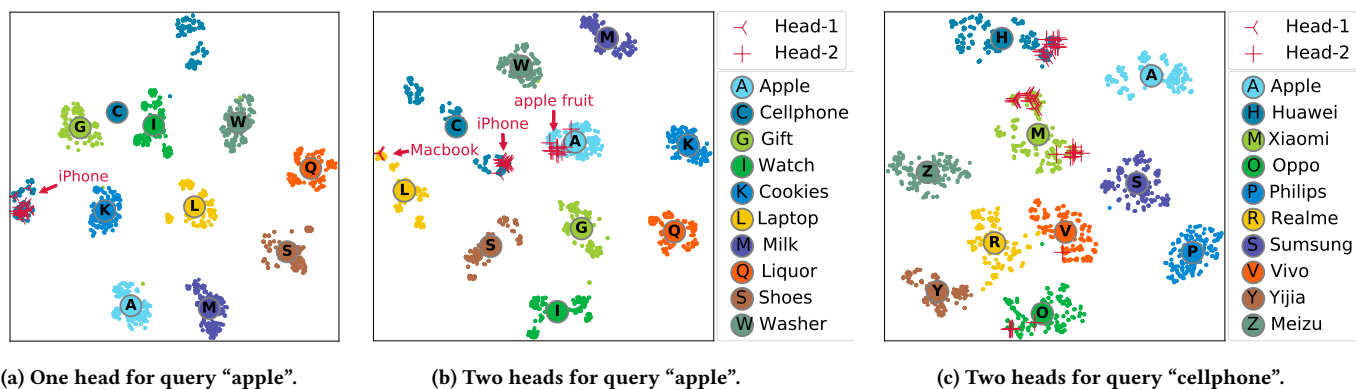 C
G
I
W
Q
iPhone
K
L
S
A
M
M
W
apple fruit
iPhone
C
Macbook
A
K
L
G
S
Q
I
Head-1
Head-2
A Apple
C Cellphone
G Gift
I Watch
K Cookies
L Laptop
M Milk
Q Liquor
S Shoes
W Washer
H
A
M
Z
S
R
V
P
Y
O
Head-1
Head-2
A Apple
H Huawei
M Xiaomi
O Oppo
P Philips
R Realme
S Sumsung
V Vivo
Y Yijia
Z Meizu
(a) One head for query “apple”.
(b) Two heads for query “apple”.
(c) Two heads for query “cellphone”.